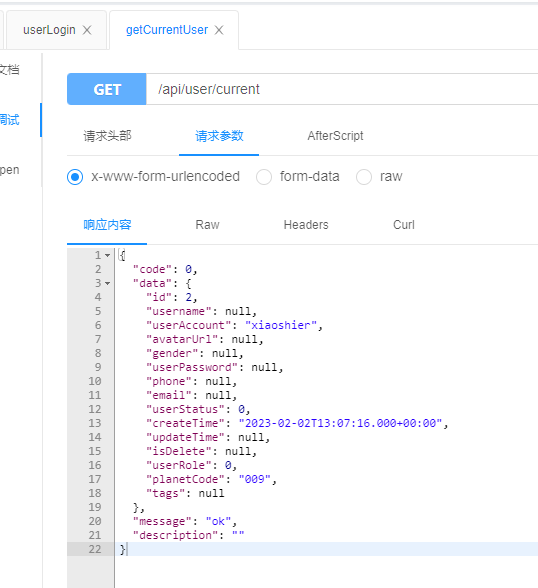 userLogin
getCurrentUser
文档
GET /api/user/current
调试
请求头部 请求参数 AfterScript
pen
x-www-form-urlencoded form-data raw
响应内容 Raw Headers Curl
1 {
2 "code": 0,
3 "data": {
4 "id": 2,
5 "username": null,
6 "userAccount": "xiaoshier",
7 "avatarUrl": null,
8 "gender": null,
9 "userPassword": null,
10 "phone": null,
11 "email": null,
12 "userStatus": 0,
13 "createTime": "2023-02-02T13:07:16.000+00:00",
14 "updateTime": null,
15 "isDelete": null,
16 "userRole": 0,
17 "planetCode": "009",
18 "tags": null
19 },
20 "message": "ok",
21 "description": ""
22 }